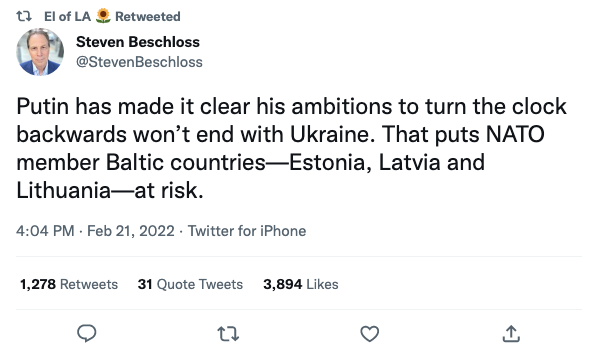 El of LA 🌻 Retweeted
Steven Beschloss
@StevenBeschloss
Putin has made it clear his ambitions to turn the clock
backwards won’t end with Ukraine. That puts NATO
member Baltic countries—Estonia, Latvia and
Lithuania—at risk.
4:04 PM · Feb 21, 2022 · Twitter for iPhone
1,278 Retweets 31 Quote Tweets 3,894 Likes